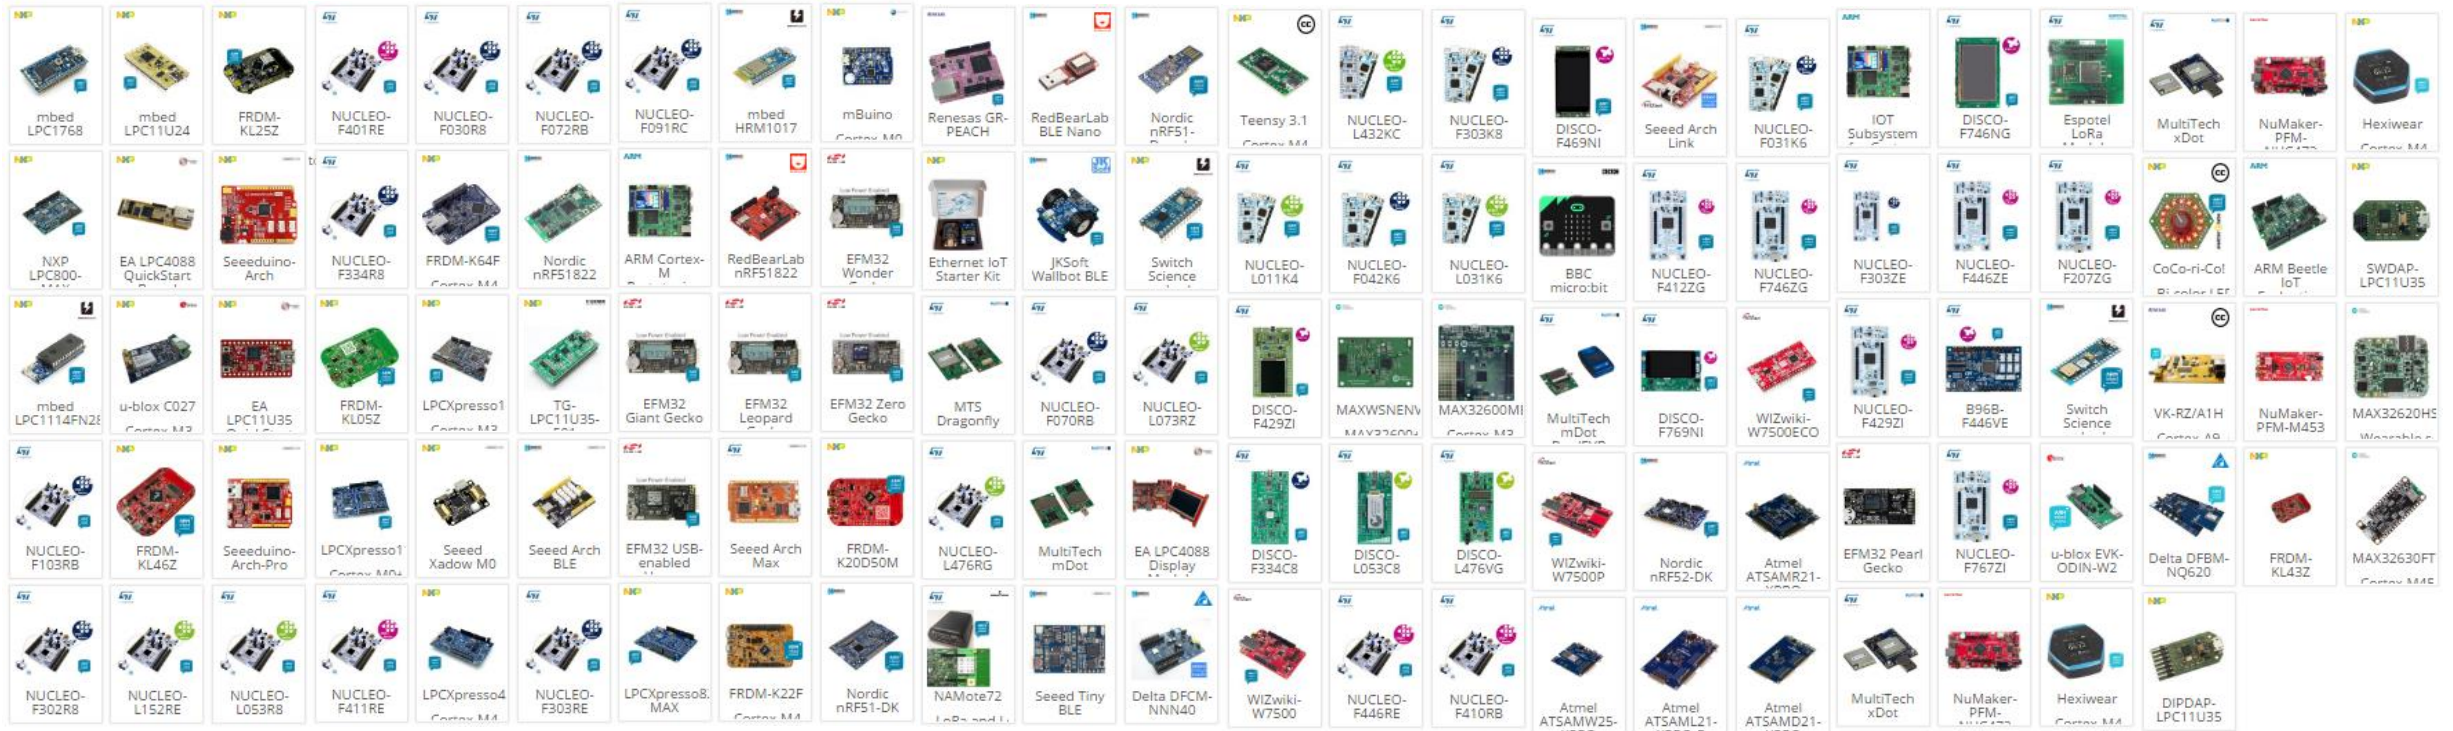 mbed
LPC1768
mbed
LPC11U24
FRDM-
KL25Z
NUCLEO-
F401RE
NUCLEO-
F030R8
NUCLEO-
F072RB
NUCLEO-
F091RC
mbed
HRM1017
mBuino
Renesas GR-
PEACH
RedBearLab
BLE Nano
Nordic
nRF51-
Teensy 3.1
NUCLEO-
L432KC
NUCLEO-
F303K8
DISCO-
F469NI
Seeed Arch
Link
NUCLEO-
F031K6
IOT
Subsystem
DISCO-
F746NG
Espotel
LoRa
MultiTech
xDot
NuMaker-
PFM-
Hexiwear
NXP
LPC800-
EA LPC4088
QuickStart
Seeeduino-
Arch
NUCLEO-
F334R8
FRDM-K64F
Nordic
nRF51822
ARM Cortex-
M
RedBearLab
nRF51822
EFM32
Wonder
Ethernet IoT
Starter Kit
JKSoft
Wallbot BLE
Switch
Science
NUCLEO-
L011K4
NUCLEO-
F042K6
NUCLEO-
L031K6
BBC
micro:bit
NUCLEO-
F412ZG
NUCLEO-
F746ZG
NUCLEO-
F303ZE
NUCLEO-
F446ZE
NUCLEO-
F207ZG
CoCo-ri-Co!
ARM Beetle
IoT
SWDAP-
LPC11U35
mbed
LPC1114FN28
u-blox C027
EA
LPC11U35
FRDM-
KL05Z
LPCXpresso1
TG-
LPC11U35-
EFM32
Giant Gecko
EFM32
Leopard
EFM32 Zero
Gecko
MTS
Dragonfly
NUCLEO-
F070RB
NUCLEO-
L073RZ
DISCO-
F429ZI
MAXWSNENV
MAX32600MI
MultiTech
mDot
DISCO-
F769NI
WIZwiki-
W7500ECO
NUCLEO-
F429ZI
B96B-
F446VE
Switch
Science
VK-RZ/A1H
NuMaker-
PFM-M453
MAX32620HS
NUCLEO-
F103RB
FRDM-
KL46Z
Seeeduino-
Arch-Pro
LPCXpresso1
Seeed
Xadow M0
Seeed Arch
BLE
EFM32 USB-
enabled
Seeed Arch
Max
FRDM-
K20D50M
NUCLEO-
L476RG
MultiTech
mDot
EA LPC4088
Display
DISCO-
F334C8
DISCO-
L053C8
DISCO-
L476VG
WIZwiki-
W7500P
Nordic
nRF52-DK
Atmel
ATSAMR21-
EFM32 Pearl
Gecko
NUCLEO-
F767ZI
u-blox EVK-
ODIN-W2
Delta DFBM-
NQ620
FRDM-
KL43Z
MAX32630FT
NUCLEO-
F302R8
NUCLEO-
L152RE
NUCLEO-
L053R8
NUCLEO-
F411RE
LPCXpresso4
NUCLEO-
F303RE
LPCXpresso8.
MAX
FRDM-K22F
Nordic
nRF51-DK
NAMote72
Seeed Tiny
BLE
Delta DFCM-
NNN40
WIZwiki-
W7500
NUCLEO-
F446RE
NUCLEO-
F410RB
Atmel
ATSAMW25-
Atmel
ATSAML21-
Atmel
ATSAMD21-
MultiTech
xDot
NuMaker-
PFM-
Hexiwear
DIPDAP-
LPC11U35